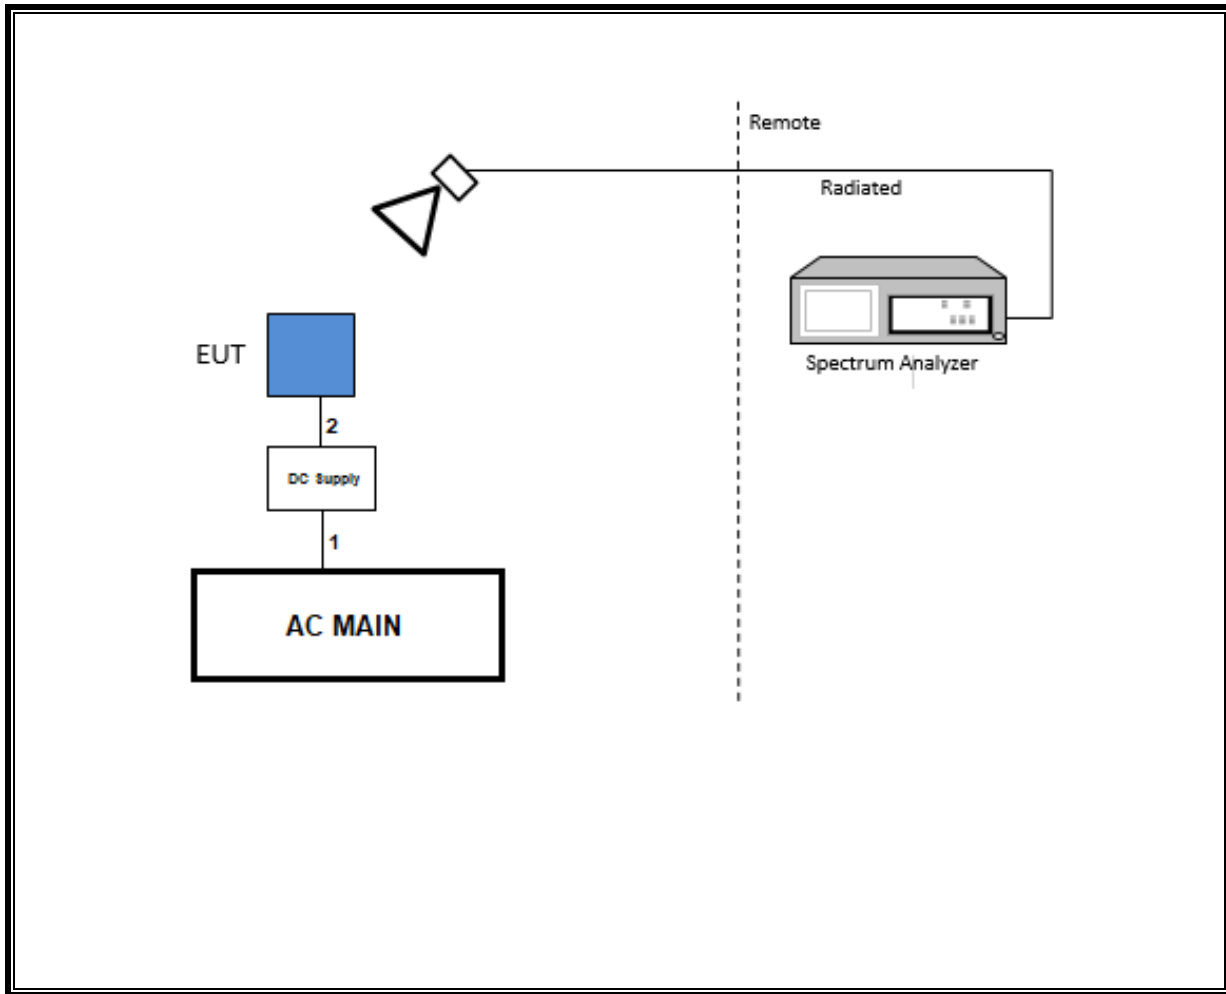 Remote
Radiated
Spectrum Analyzer
EUT
2
DC Supply
1
AC MAIN